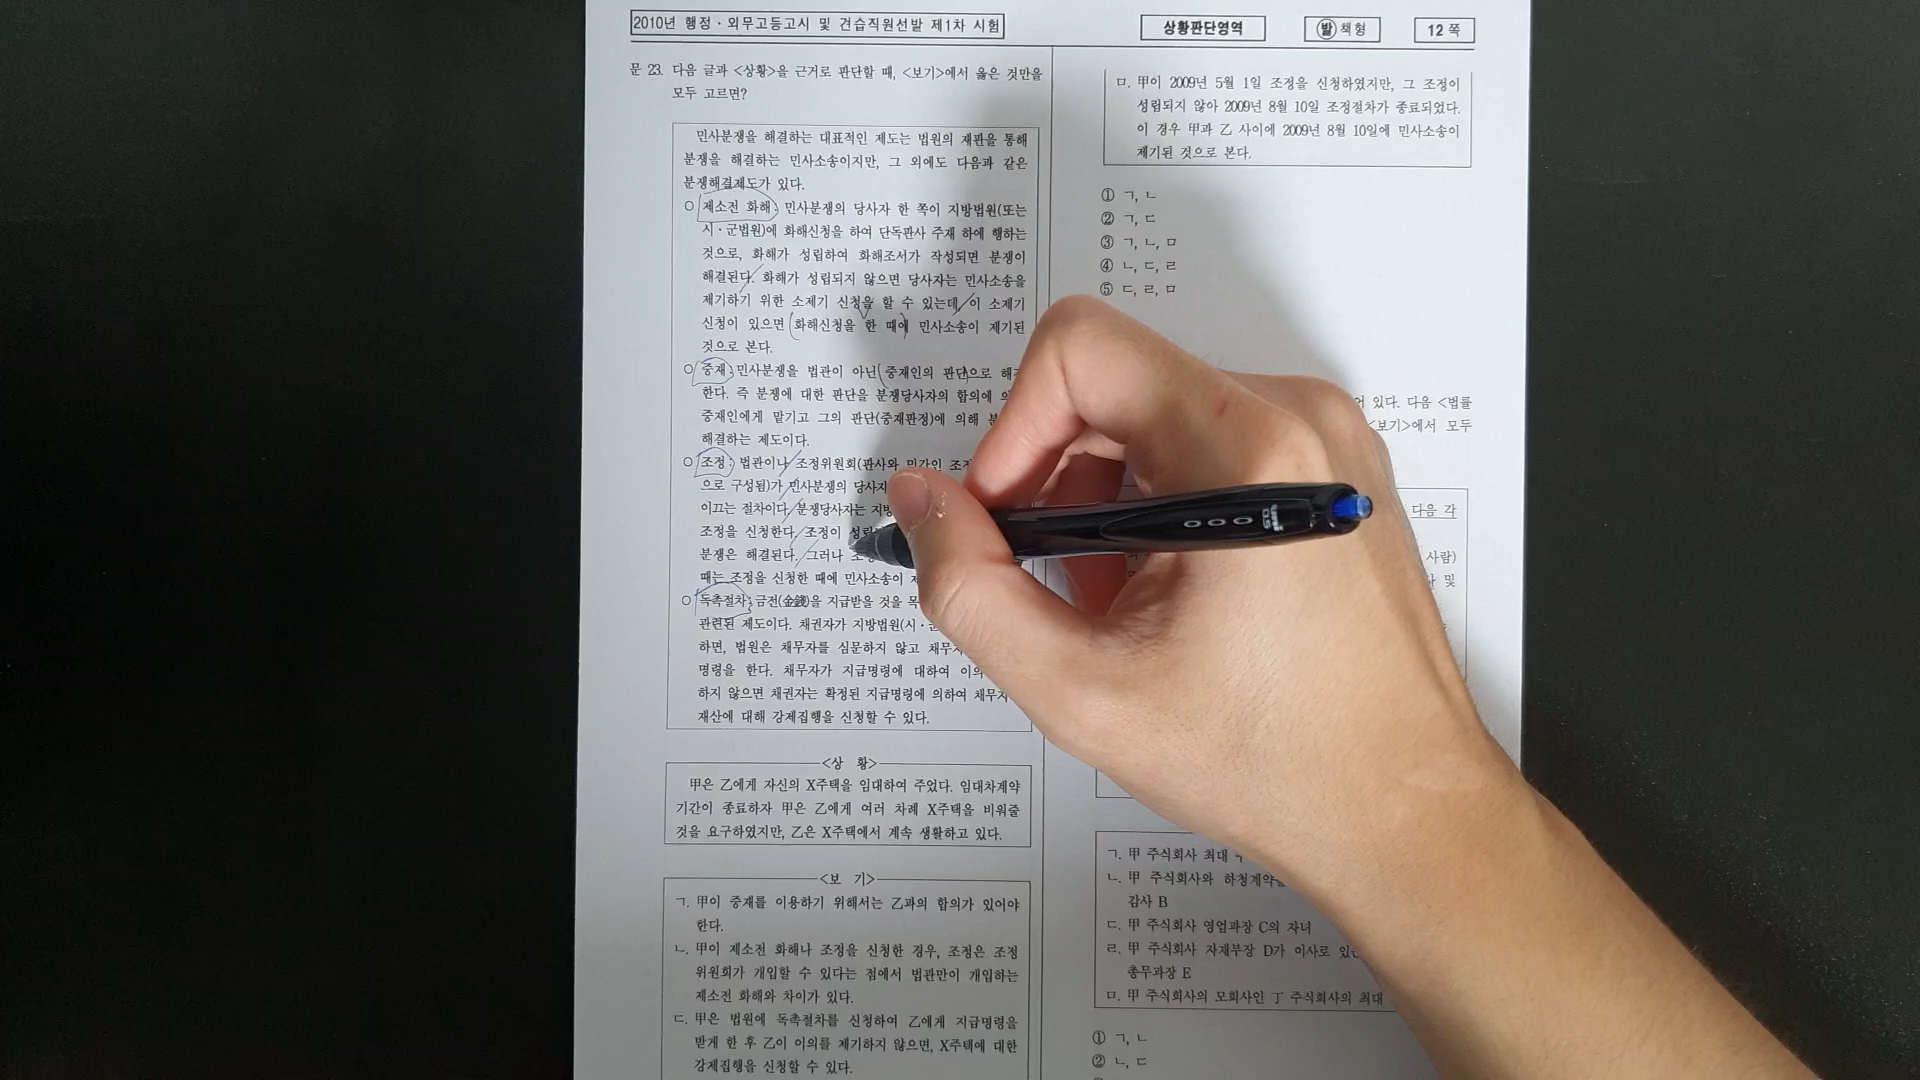 2010년 행정·외무고등고시 및 견습직원선발 제1차 시험
상황판단영역
발 책형
12 쪽
문 23. 다음 글과 <상황>을 근거로 판단할 때, <보기>에서 옳은 것만을
모두 고르면?
민사분쟁을 해결하는 대표적인 제도는 법원의 재판을 통해
분쟁을 해결하는 민사소송이지만, 그 외에도 다음과 같은
분쟁해결제도가 있다.
○ 제소전 화해: 민사분쟁의 당사자 한 쪽이 지방법원(또는
시·군법원)에 화해신청을 하여 단독판사 주재 하에 행하는
것으로, 화해가 성립하여 화해조서가 작성되면 분쟁이
해결된다. 화해가 성립되지 않으면 당사자는 민사소송을
제기하기 위한 소제기 신청을 할 수 있는데, 이 소제기
신청이 있으면 화해신청을 한 때에 민사소송이 제기된
것으로 본다.
○ 중재: 민사분쟁을 법관이 아닌 중재인의 판단으로
한다. 즉 분쟁에 대한 판단을 분쟁당사자의 합의에
중재인에게 맡기고 그의 판단(중재판정)에 의해
해결하는 제도이다.
○ 조정: 법관이나 조정위원회(판사와 민간인
으로 구성됨)가 민사분쟁의 당사자
이끄는 절차이다. 분쟁당사자는
조정을 신청한다. 조정이
분쟁은 해결된다. 그러나
때는 조정을 신청한 때에 민사소송이
○ 독촉절차: 금전(金錢)을 지급받을 것을
관련된 제도이다. 채권자가 지방법원(시·
하면, 법원은 채무자를 심문하지 않고
명령을 한다. 채무자가 지급명령에 대하여
하지 않으면 채권자는 확정된 지급명령에 의하여
재산에 대해 강제집행을 신청할 수 있다.
<상 황>
甲은 乙에게 자신의 X주택을 임대하여 주었다. 임대차계약
기간이 종료하자 甲은 乙에게 여러 차례 X주택을 비워줄
것을 요구하였지만, 乙은 X주택에서 계속 생활하고 있다.
<보 기>
ㄱ. 甲이 중재를 이용하기 위해서는 乙과의 합의가 있어야
한다.
ㄴ. 甲이 제소전 화해나 조정을 신청한 경우, 조정은 조정
위원회가 개입할 수 있다는 점에서 법관만이 개입하는
제소전 화해와 차이가 있다.
ㄷ. 甲은 법원에 독촉절차를 신청하여 乙에게 지급명령을
받게 한 후 乙이 이의를 제기하지 않으면, X주택에 대한
강제집행을 신청할 수 있다.
ㅁ. 甲이 2009년 5월 1일 조정을 신청하였지만, 그 조정이
성립되지 않아 2009년 8월 10일 조정절차가 종료되었다.
이 경우 甲과 乙 사이에 2009년 8월 10일에 민사소송이
제기된 것으로 본다.
① ㄱ, ㄴ
② ㄱ, ㄷ
③ ㄱ, ㄴ, ㅁ
④ ㄴ, ㄷ, ㄹ
⑤ ㄷ, ㄹ, ㅁ
있다. 다음 <법률
<보기>에서 모두
다음 각
사람)
및
ㄱ. 甲 주식회사 최대
ㄴ. 甲 주식회사와
감사 B
ㄷ. 甲 주식회사 영업과장 C의 자녀
ㄹ. 甲 주식회사 자재부장 D가 이사로
총무과장 E
ㅁ. 甲 주식회사의 모회사인 丁 주식회사의 최대
① ㄱ, ㄴ
② ㄴ, ㄷ
uni
0.5